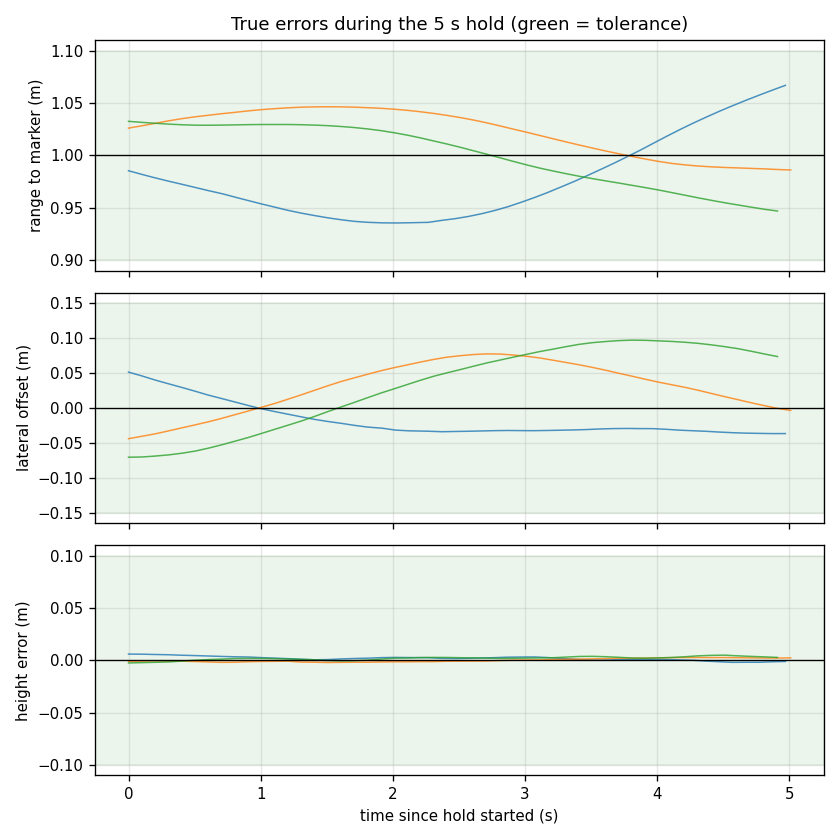 True errors during the 5 s hold (green = tolerance)
range to marker (m)
1.10
1.05
1.00
0.95
0.90
lateral offset (m)
0.15
0.10
0.05
0.00
−0.05
−0.10
−0.15
height error (m)
0.10
0.05
0.00
−0.05
−0.10
0 1 2 3 4 5
time since hold started (s)